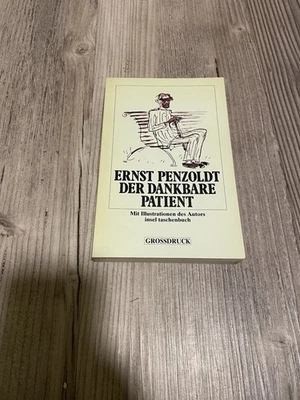 ERNST PENZOLDT
DER DANKBARE
PATIENT
Mit Illustrationen des Autors
insel taschenbuch
GROSSDRUCK